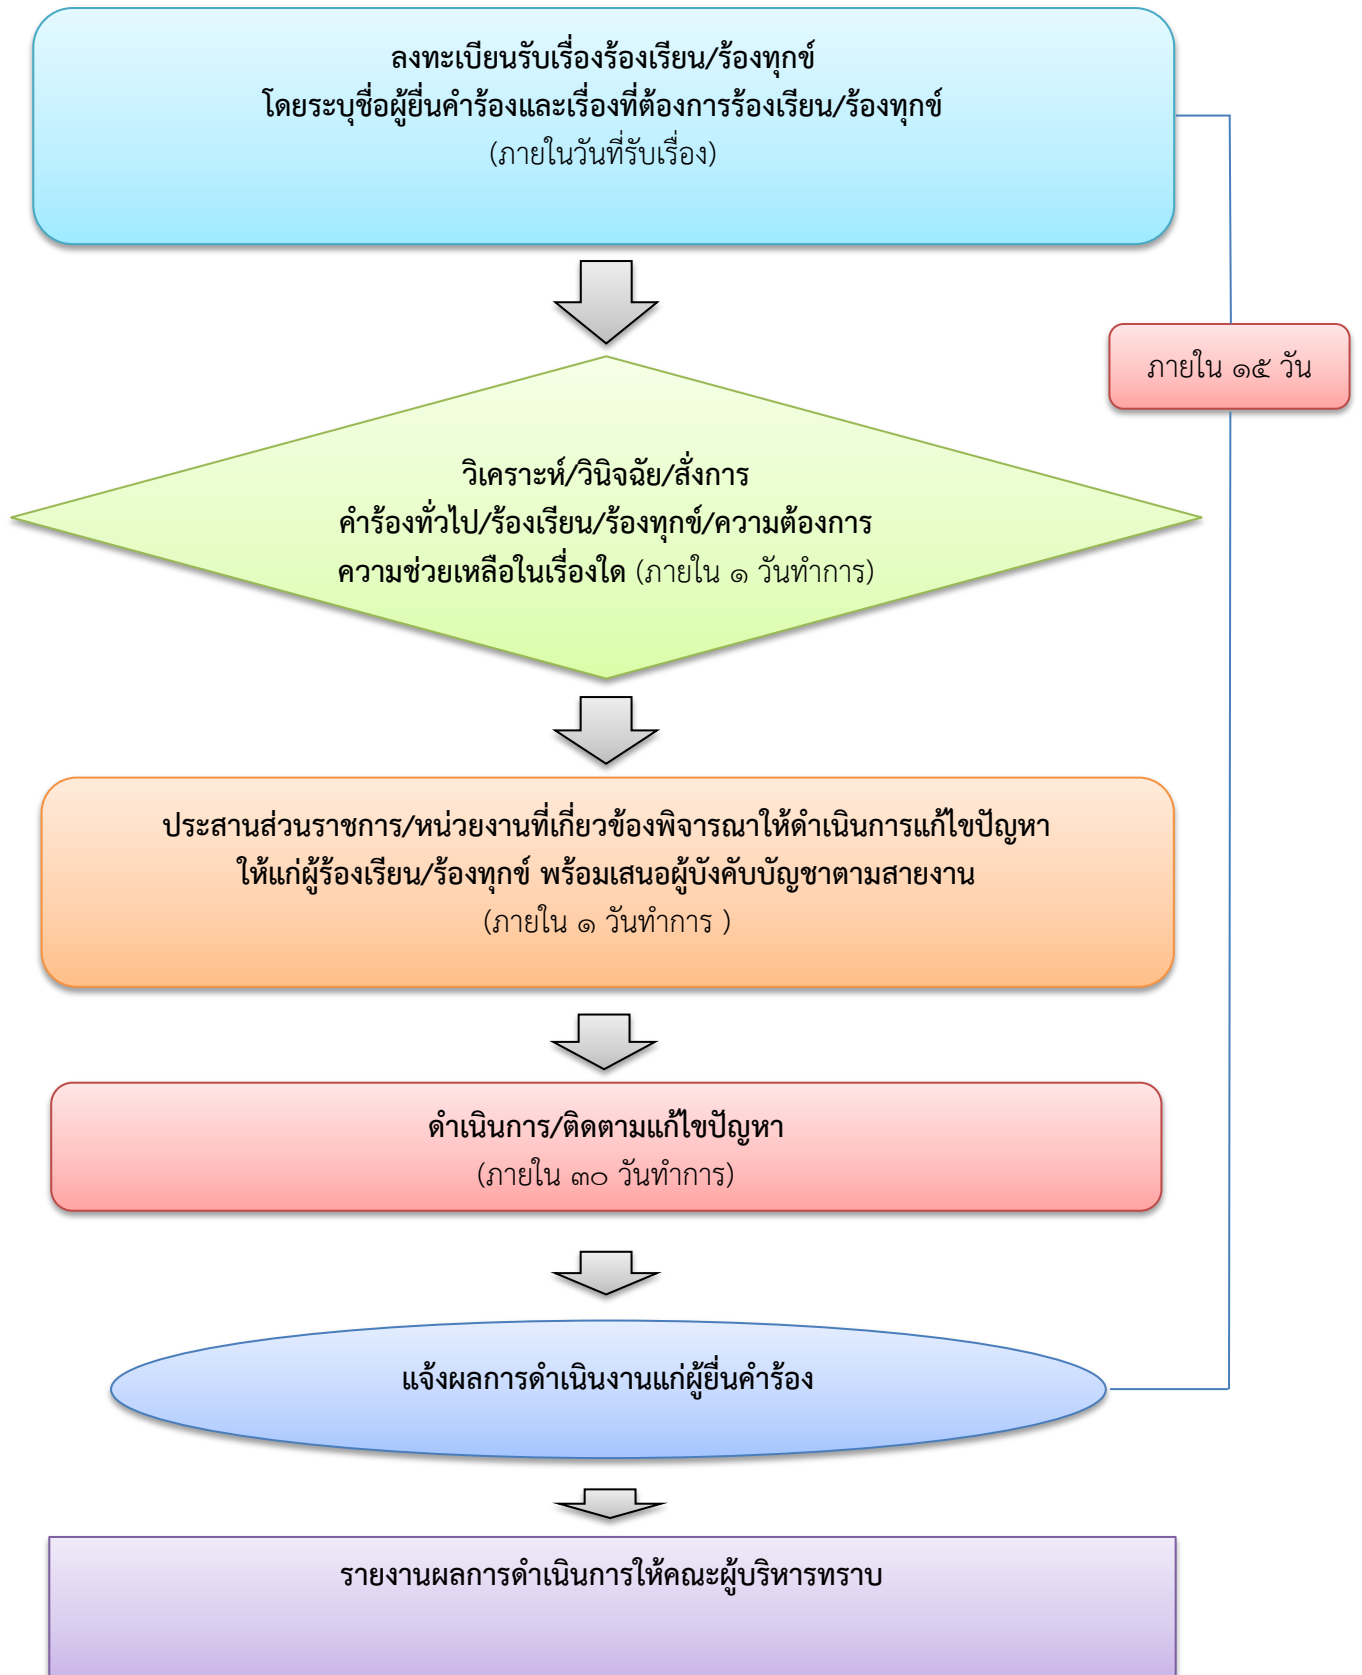 ลงทะเบียนรับเรื่องร้องเรียน/ร้องทุกข์
โดยระบุชื่อผู้ยื่นคำร้องและเรื่องที่ต้องการร้องเรียน/ร้องทุกข์
(ภายในวันที่รับเรื่อง)
ภายใน ๑๕ วัน
วิเคราะห์/วินิจฉัย/สั่งการ
คำร้องทั่วไป/ร้องเรียน/ร้องทุกข์/ความต้องการ
ความช่วยเหลือในเรื่องใด (ภายใน ๑ วันทำการ)
ประสานส่วนราชการ/หน่วยงานที่เกี่ยวข้องพิจารณาให้ดำเนินการแก้ไขปัญหา
ให้แก่ผู้ร้องเรียน/ร้องทุกข์ พร้อมเสนอผู้บังคับบัญชาตามสายงาน
(ภายใน ๑ วันทำการ )
ดำเนินการ/ติดตามแก้ไขปัญหา
(ภายใน ๓๐ วันทำการ)
แจ้งผลการดำเนินงานแก่ผู้ยื่นคำร้อง
รายงานผลการดำเนินการให้คณะผู้บริหารทราบ